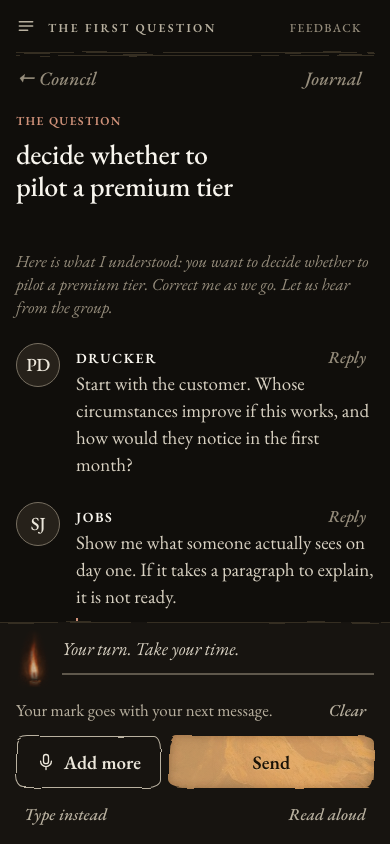 THE FIRST QUESTION FEEDBACK
← Council Journal
THE QUESTION
decide whether to
pilot a premium tier
Here is what I understood: you want to decide whether to
pilot a premium tier. Correct me as we go. Let us hear
from the group.
PD DRUCKER Reply
Start with the customer. Whose
circumstances improve if this works, and
how would they notice in the first
month?
SJ JOBS Reply
Show me what someone actually sees on
day one. If it takes a paragraph to explain,
it is not ready.
Your turn. Take your time.
Your mark goes with your next message. Clear
Add more Send
Type instead Read aloud